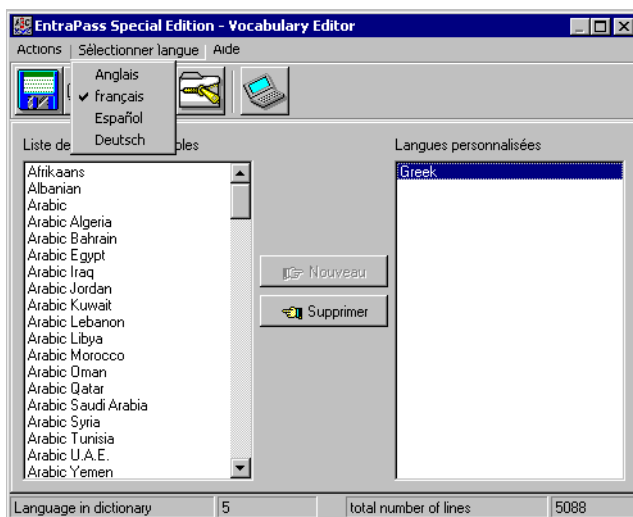 EntraPass Special Edition - Vocabulary Editor
Actions Sélectionner langue Aide
Anglais
français
Español
Deutsch
Liste de
bles
Langues personnalisées
Afrikaans
Albanian
Arabic
Arabic Algeria
Arabic Bahrain
Arabic Egypt
Arabic Iraq
Arabic Jordan
Arabic Kuwait
Arabic Lebanon
Arabic Libya
Arabic Morocco
Arabic Oman
Arabic Qatar
Arabic Saudi Arabia
Arabic Syria
Arabic Tunisia
Arabic U.A.E.
Arabic Yemen
Nouveau
Supprimer
Greek
Language in dictionary 5 total number of lines 5088